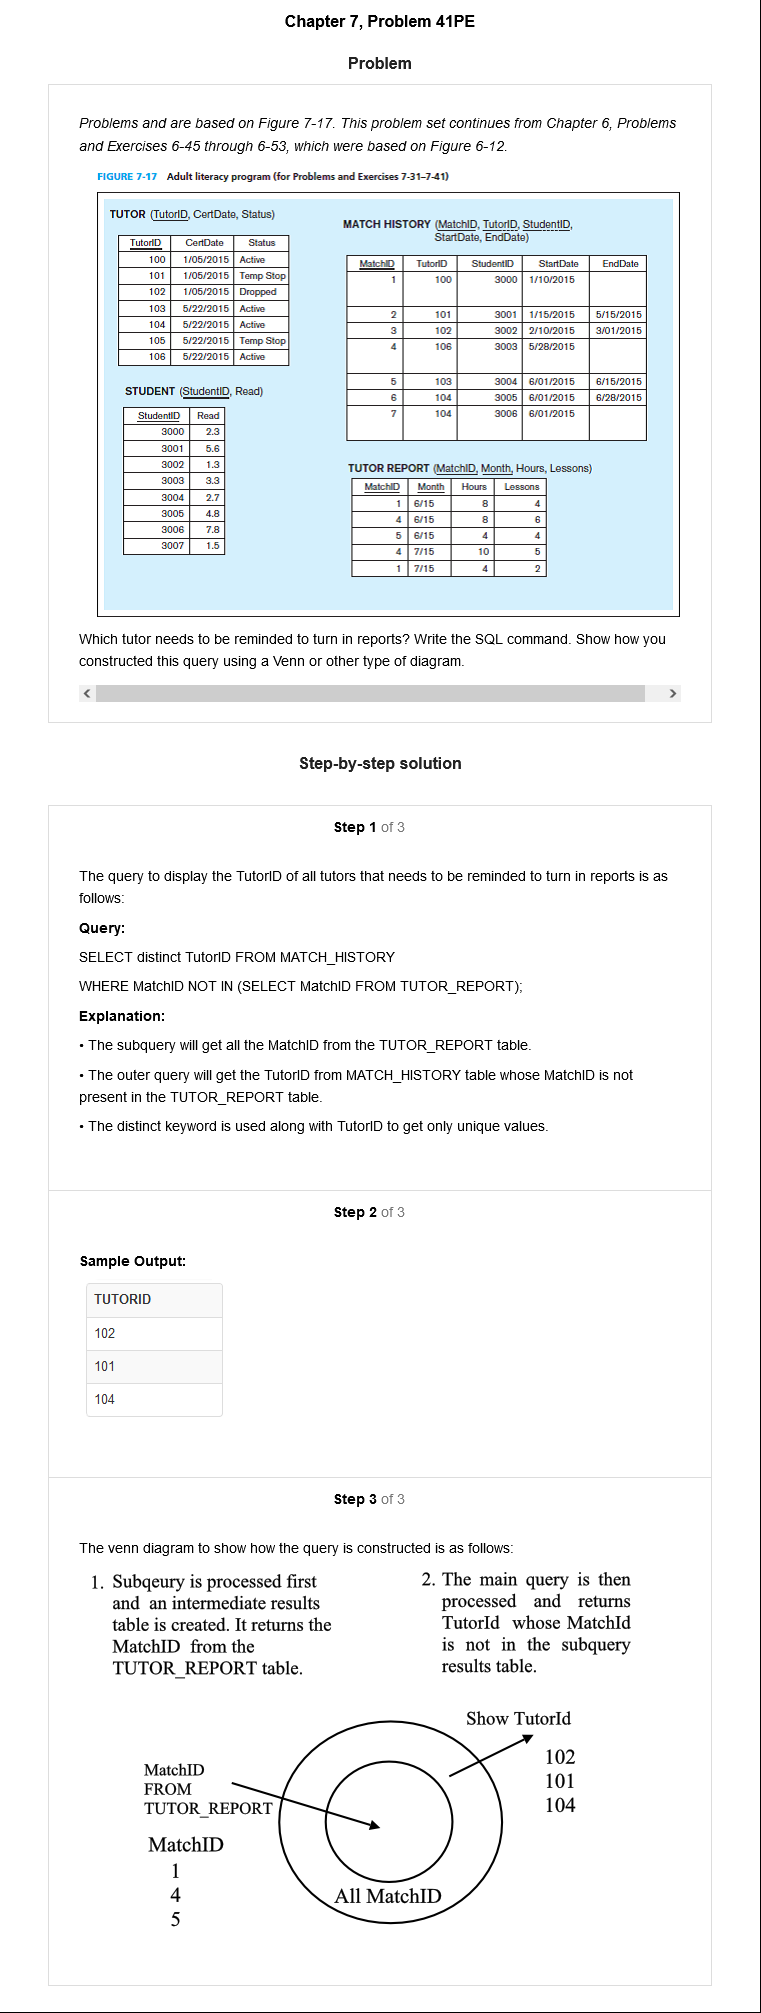 Chapter 7, Problem 41PE
Problem
Problems and are based on Figure 7-17. This problem set continues from Chapter 6, Problems
and Exercises 6-45 through 6-53, which were based on Figure 6-12.
FIGURE 7-17 Adult literacy program (for Problems and Exercises 7-31–7-41)
TUTOR (TutorID, CertDate, Status)
TutorID CertDate Status
100 1/05/2015 Active
101 1/05/2015 Temp Stop
102 1/05/2015 Dropped
103 5/22/2015 Active
104 5/22/2015 Active
105 5/22/2015 Temp Stop
106 5/22/2015 Active
STUDENT (StudentID, Read)
StudentID Read
3000 2.3
3001 5.6
3002 1.3
3003 3.3
3004 2.7
3005 4.8
3006 7.8
3007 1.5
MATCH HISTORY (MatchID, TutorID, StudentID,
StartDate, EndDate)
MatchID TutorID StudentID StartDate EndDate
1 100 3000 1/10/2015
2 101 3001 1/15/2015 5/15/2015
3 102 3002 2/10/2015 3/01/2015
4 106 3003 5/28/2015
5 103 3004 6/01/2015 6/15/2015
6 104 3005 6/01/2015 6/28/2015
7 104 3006 6/01/2015
TUTOR REPORT (MatchID, Month, Hours, Lessons)
MatchID Month Hours Lessons
1 6/15 8 4
4 6/15 8 6
5 6/15 4 4
4 7/15 10 5
1 7/15 4 2
Which tutor needs to be reminded to turn in reports? Write the SQL command. Show how you
constructed this query using a Venn or other type of diagram.
Step-by-step solution
Step 1 of 3
The query to display the TutorID of all tutors that needs to be reminded to turn in reports is as
follows:
Query:
SELECT distinct TutorID FROM MATCH_HISTORY
WHERE MatchID NOT IN (SELECT MatchID FROM TUTOR_REPORT);
Explanation:
• The subquery will get all the MatchID from the TUTOR_REPORT table.
• The outer query will get the TutorID from MATCH_HISTORY table whose MatchID is not
present in the TUTOR_REPORT table.
• The distinct keyword is used along with TutorID to get only unique values.
Step 2 of 3
Sample Output:
TUTORID
102
101
104
Step 3 of 3
The venn diagram to show how the query is constructed is as follows:
1. Subqeury is processed first
and an intermediate results
table is created. It returns the
MatchID from the
TUTOR_REPORT table.
2. The main query is then
processed and returns
TutorId whose MatchId
is not in the subquery
results table.
Show TutorId
102
101
104
MatchID
FROM
TUTOR_REPORT
MatchID
1
4
5
All MatchID